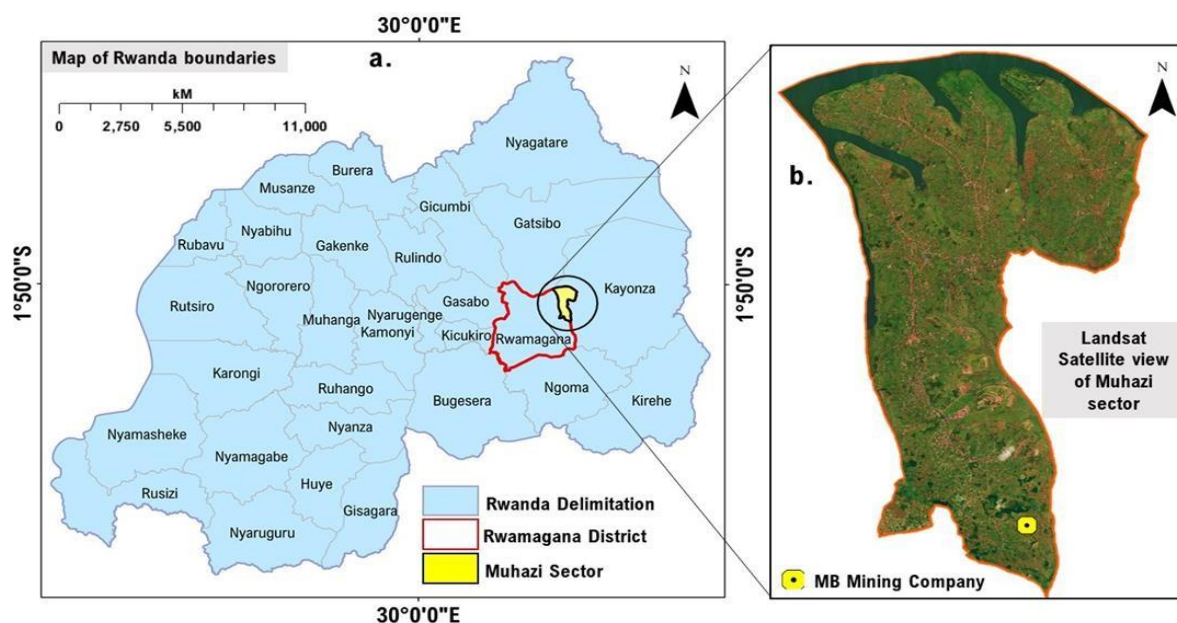 30°0'0"E
Map of Rwanda boundaries
a.
N
kM
0 2,750 5,500 11,000
Nyagatare
Burera
Musanze
Gicumbi
Gatsibo
Rubavu
Nyabihu
Gakenke
Rulindo
1°50'0"S
1°50'0"S
Kayonza
Rutsiro
Ngororero
Gasabo
Muhanga
Nyarugenge
Kamonyi
Kicukiro
Rwamagana
Karongi
Ruhango
Bugesera
Ngoma
Kirehe
Nyamasheke
Nyanza
Nyamagabe
Huye
Rusizi
Gisagara
Nyaruguru
Rwanda Delimitation
Rwamagana District
Muhazi Sector
30°0'0"E
N
b.
Landsat
Satellite view
of Muhazi
sector
MB Mining Company